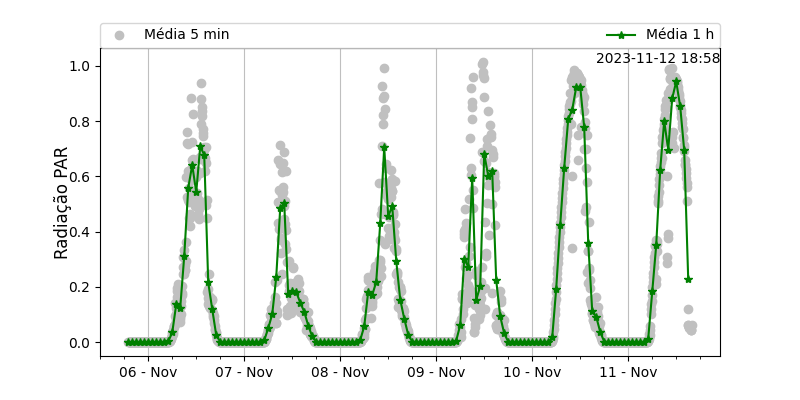 Média 5 min
Média 1 h
2023-11-12 18:58
Radiação PAR
1.0
0.8
0.6
0.4
0.2
0.0
06 - Nov
07 - Nov
08 - Nov
09 - Nov
10 - Nov
11 - Nov